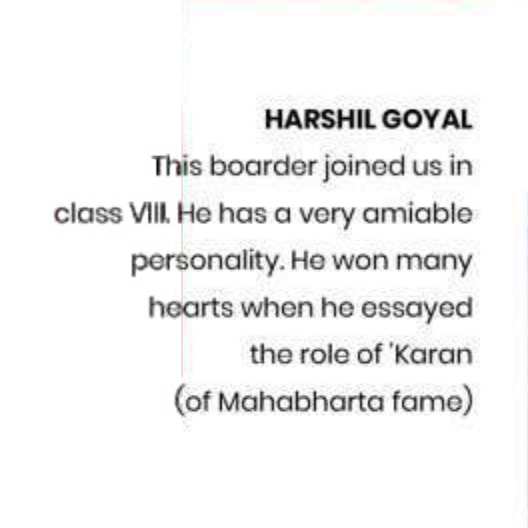 HARSHIL GOYAL
This boarder joined us in
class VIII. He has a very amiable
personality. He won many
hearts when he essayed
the role of 'Karan
(of Mahabharta fame)